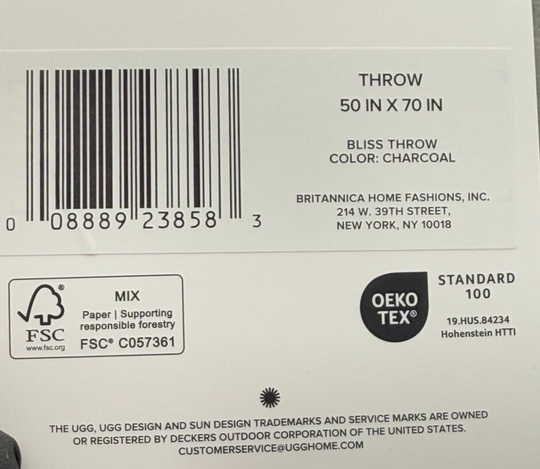 THROW
50 IN X 70 IN
BLISS THROW
COLOR: CHARCOAL
BRITANNICA HOME FASHIONS, INC.
214 W. 39TH STREET,
NEW YORK, NY 10018
0 08889 23858 3
FSC®
www.fsc.org
MIX
Paper | Supporting
responsible forestry
FSC® C057361
OEKO
TEX®
STANDARD
100
19.HUS.84234
Hohenstein HTTI
THE UGG, UGG DESIGN AND SUN DESIGN TRADEMARKS AND SERVICE MARKS ARE OWNED
OR REGISTERED BY DECKERS OUTDOOR CORPORATION OF THE UNITED STATES.
CUSTOMERSERVICE@UGGHOME.COM